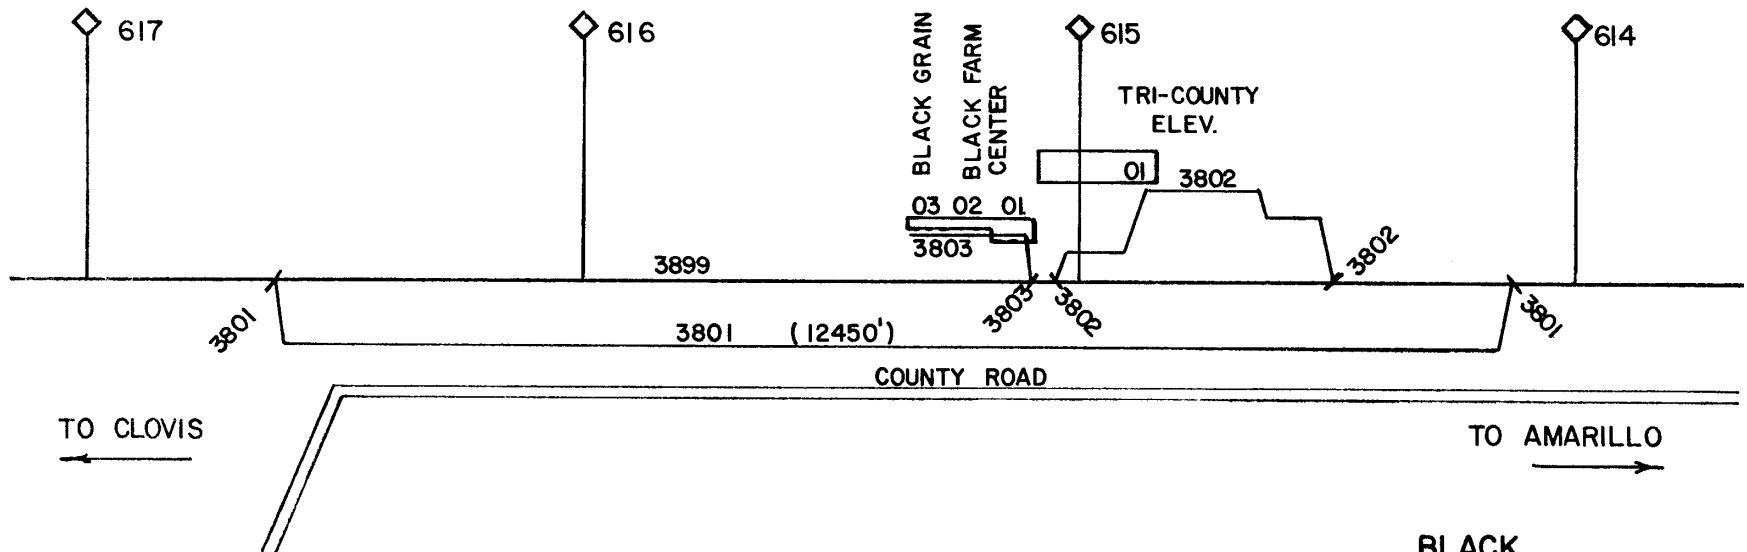 617
616
615
614
BLACK GRAIN
BLACK FARM
CENTER
TRI-COUNTY
ELEV.
01
3802
03 02 01
3803
3899
3801
3803
3802
3802
3801
3801 (12450')
COUNTY ROAD
TO CLOVIS
TO AMARILLO
BLACK